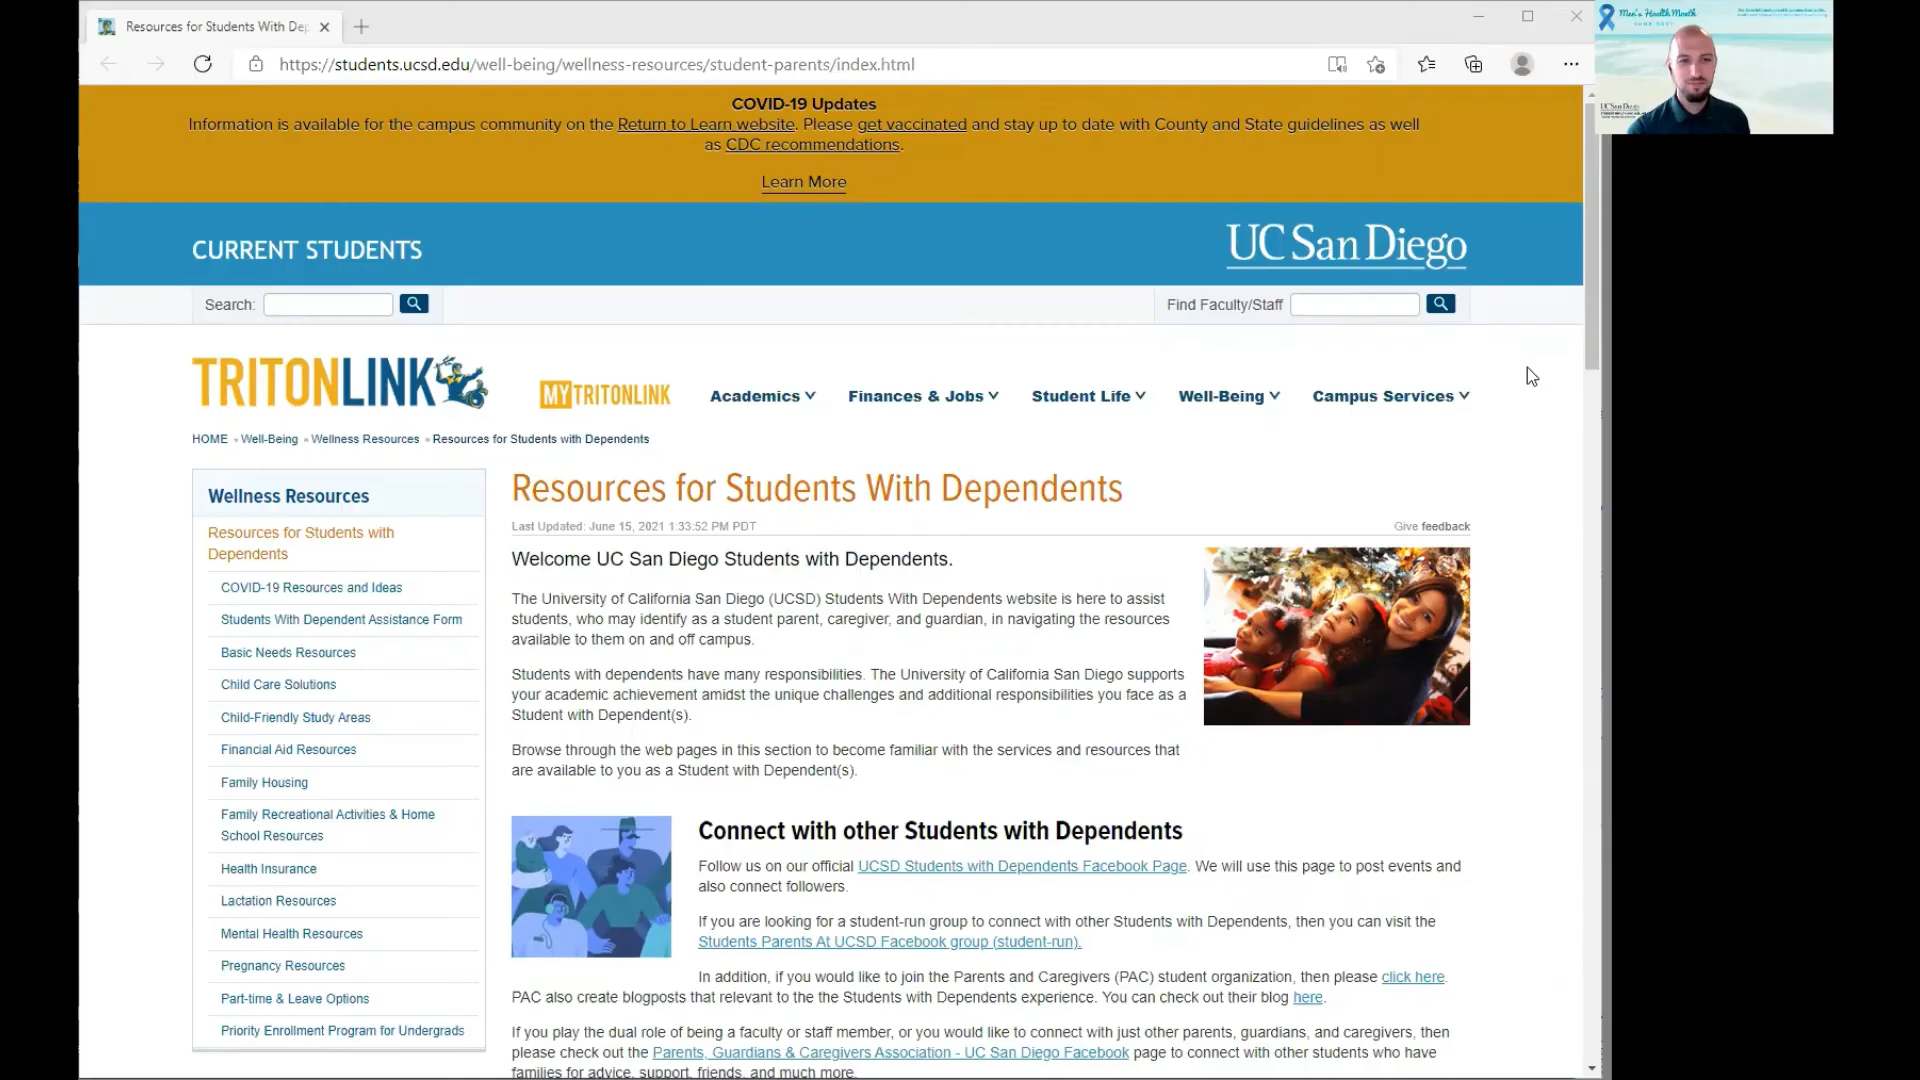 Resources for Students With De
https://students.ucsd.edu/well-being/wellness-resources/student-parents/index.html
Men's Health Month
UC San Diego
COVID-19 Updates
Information is available for the campus community on the Return to Learn website. Please get vaccinated and stay up to date with County and State guidelines as well
as CDC recommendations.
Learn More
CURRENT STUDENTS
UC San Diego
Search:
Find Faculty/Staff
TRITONLINK
MYTRITONLINK
Academics
Finances & Jobs
Student Life
Well-Being
Campus Services
HOME
Well-Being
Wellness Resources
Resources for Students with Dependents
Wellness Resources
Resources for Students with
Dependents
COVID-19 Resources and Ideas
Students With Dependent Assistance Form
Basic Needs Resources
Child Care Solutions
Child-Friendly Study Areas
Financial Aid Resources
Family Housing
Family Recreational Activities & Home
School Resources
Health Insurance
Lactation Resources
Mental Health Resources
Pregnancy Resources
Part-time & Leave Options
Priority Enrollment Program for Undergrads
Resources for Students With Dependents
Last Updated: June 15, 2021 1:33:52 PM PDT
Give feedback
Welcome UC San Diego Students with Dependents.
The University of California San Diego (UCSD) Students With Dependents website is here to assist
students, who may identify as a student parent, caregiver, and guardian, in navigating the resources
available to them on and off campus.
Students with dependents have many responsibilities. The University of California San Diego supports
your academic achievement amidst the unique challenges and additional responsibilities you face as a
Student with Dependent(s).
Browse through the web pages in this section to become familiar with the services and resources that
are available to you as a Student with Dependent(s).
Connect with other Students with Dependents
Follow us on our official UCSD Students with Dependents Facebook Page. We will use this page to post events and
also connect followers.
If you are looking for a student-run group to connect with other Students with Dependents, then you can visit the
Students Parents At UCSD Facebook group (student-run).
In addition, if you would like to join the Parents and Caregivers (PAC) student organization, then please click here.
PAC also create blogposts that relevant to the the Students with Dependents experience. You can check out their blog here.
If you play the dual role of being a faculty or staff member, or you would like to connect with just other parents, guardians, and caregivers, then
please check out the Parents, Guardians & Caregivers Association - UC San Diego Facebook page to connect with other students who have
families for advice, support, friends, and much more.